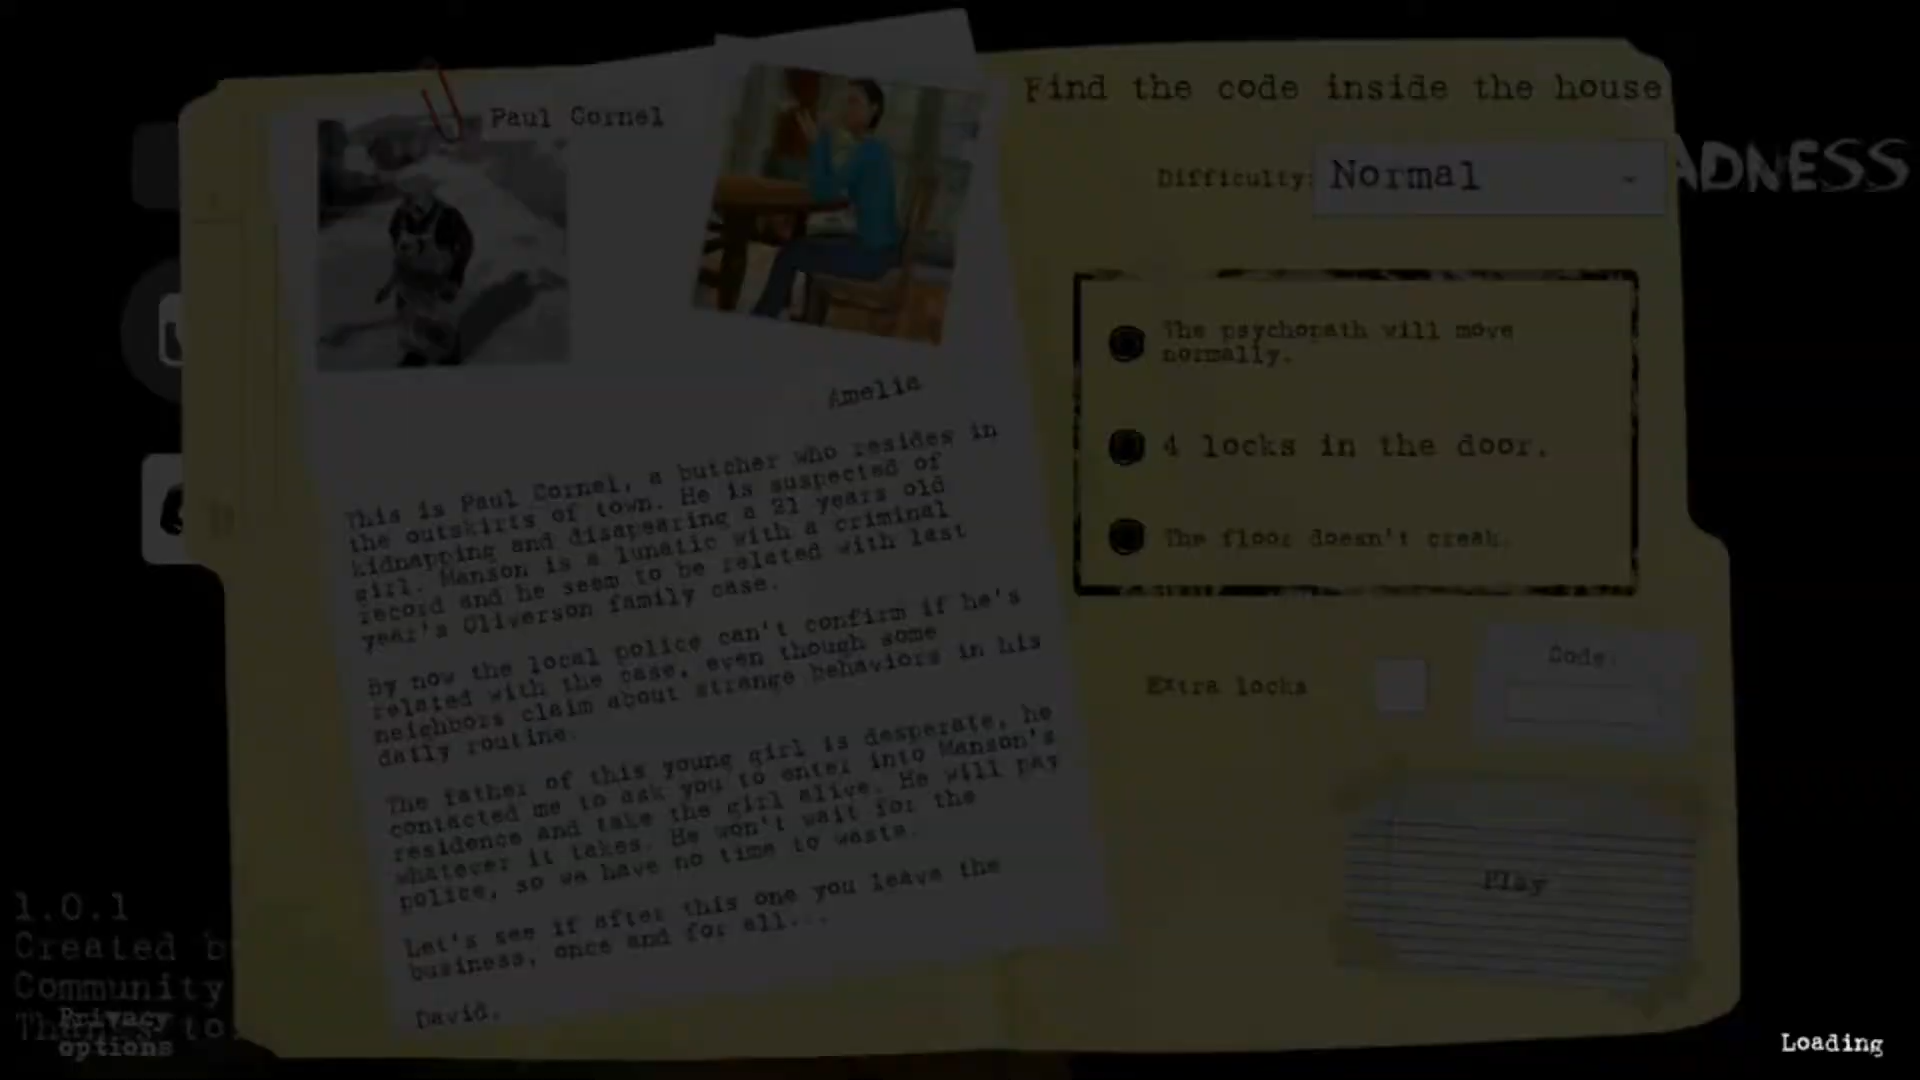 Paul Cornel
Amelia
This is Paul Cornel, a butcher who resides in
the outskirts of town. He is suspected of
kidnapping and disapearing a 21 years old
girl. Manson is a lunatic with a criminal
record and he seem to be related with last
year's Oliverson family case.
By now the local police can't confirm if he's
related with the case, even though some
neighbors claim about strange behaviors in his
daily routine.
The father of this young girl is desperate, he
contacted me to ask you to enter into Manson's
residence and take the girl alive. He will pay
whatever it takes. He won't wait for the
police, so we have no time to waste.
Let's see if after this one you leave the
business, once and for all...
David.
Find the code inside the house
Difficulty: Normal
The psychopath will move
normally.
4 locks in the door.
The floor doesn't creak.
Extra locks
Code:
Play
ADNESS
1.0.1
Created b
Community
to
Privacy
options
Loading